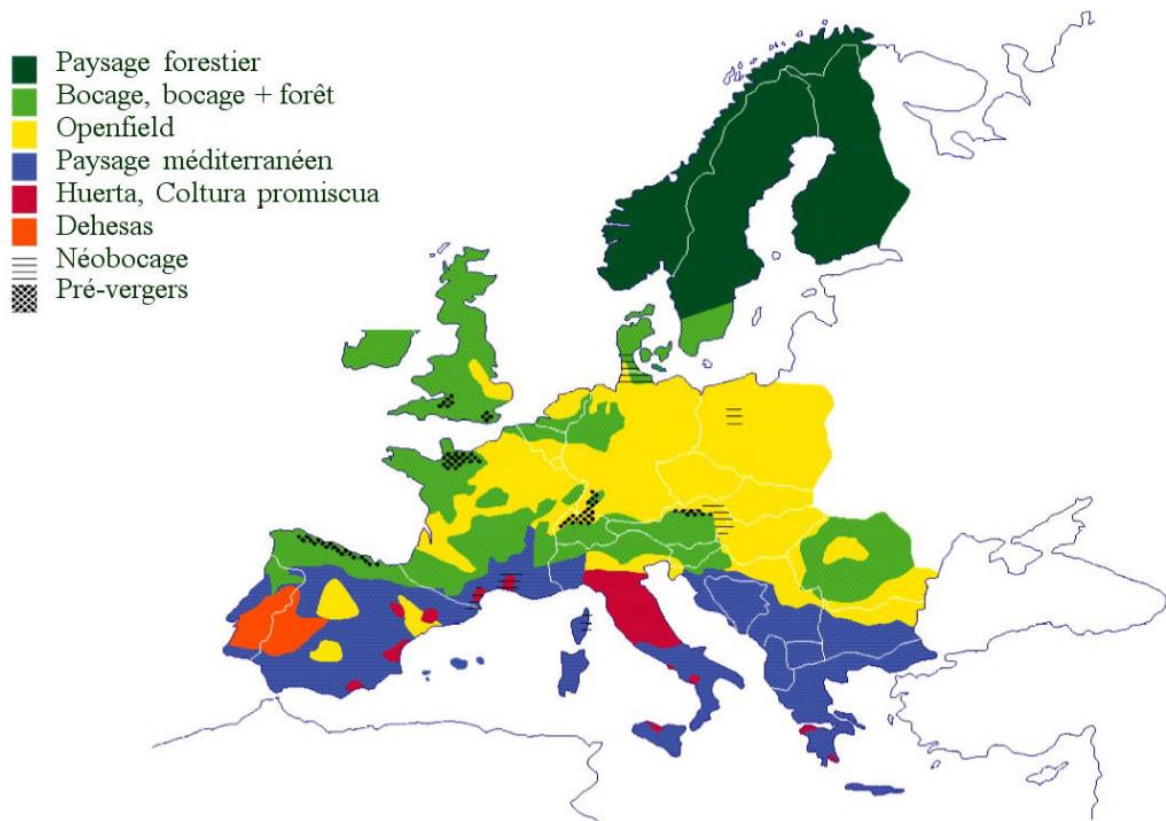 Paysage forestier
Bocage, bocage + forêt
Openfield
Paysage méditerranéen
Huerta, Coltura promiscua
Dehesas
Néobocage
Pré-vergers